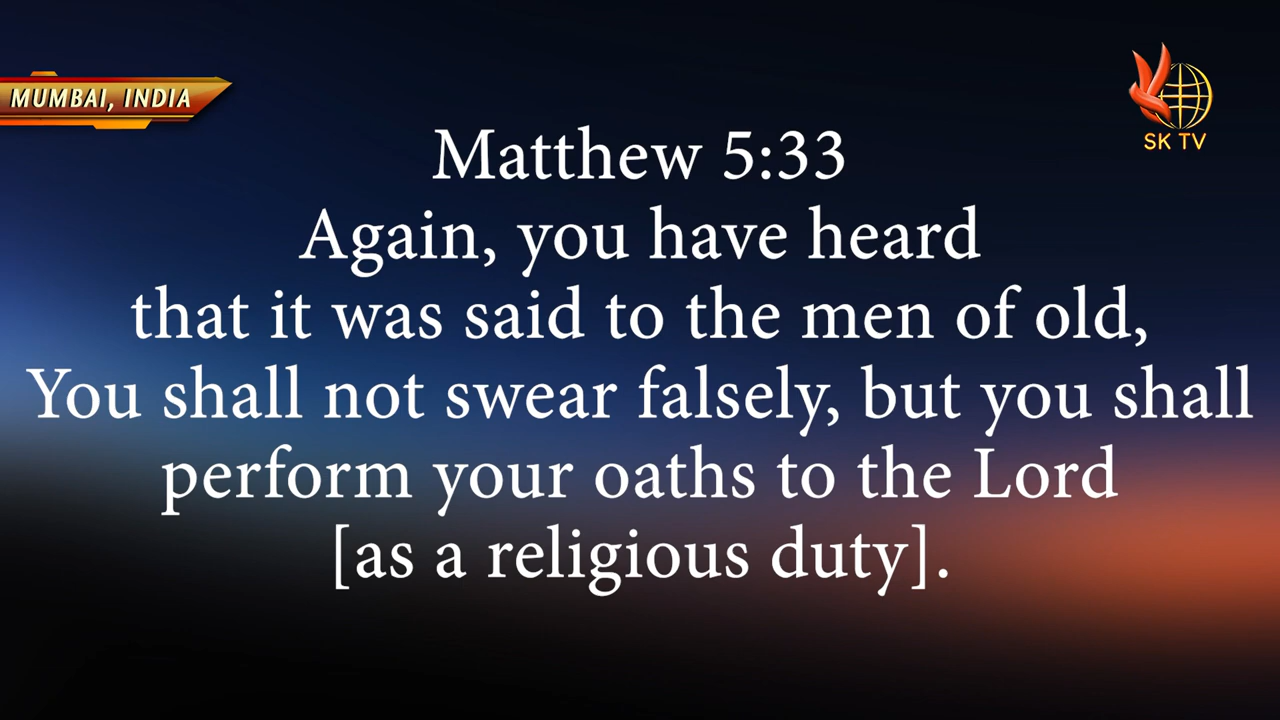 MUMBAI, INDIA
SK TV
Matthew 5:33
Again, you have heard
that it was said to the men of old,
You shall not swear falsely, but you shall
perform your oaths to the Lord
[as a religious duty].